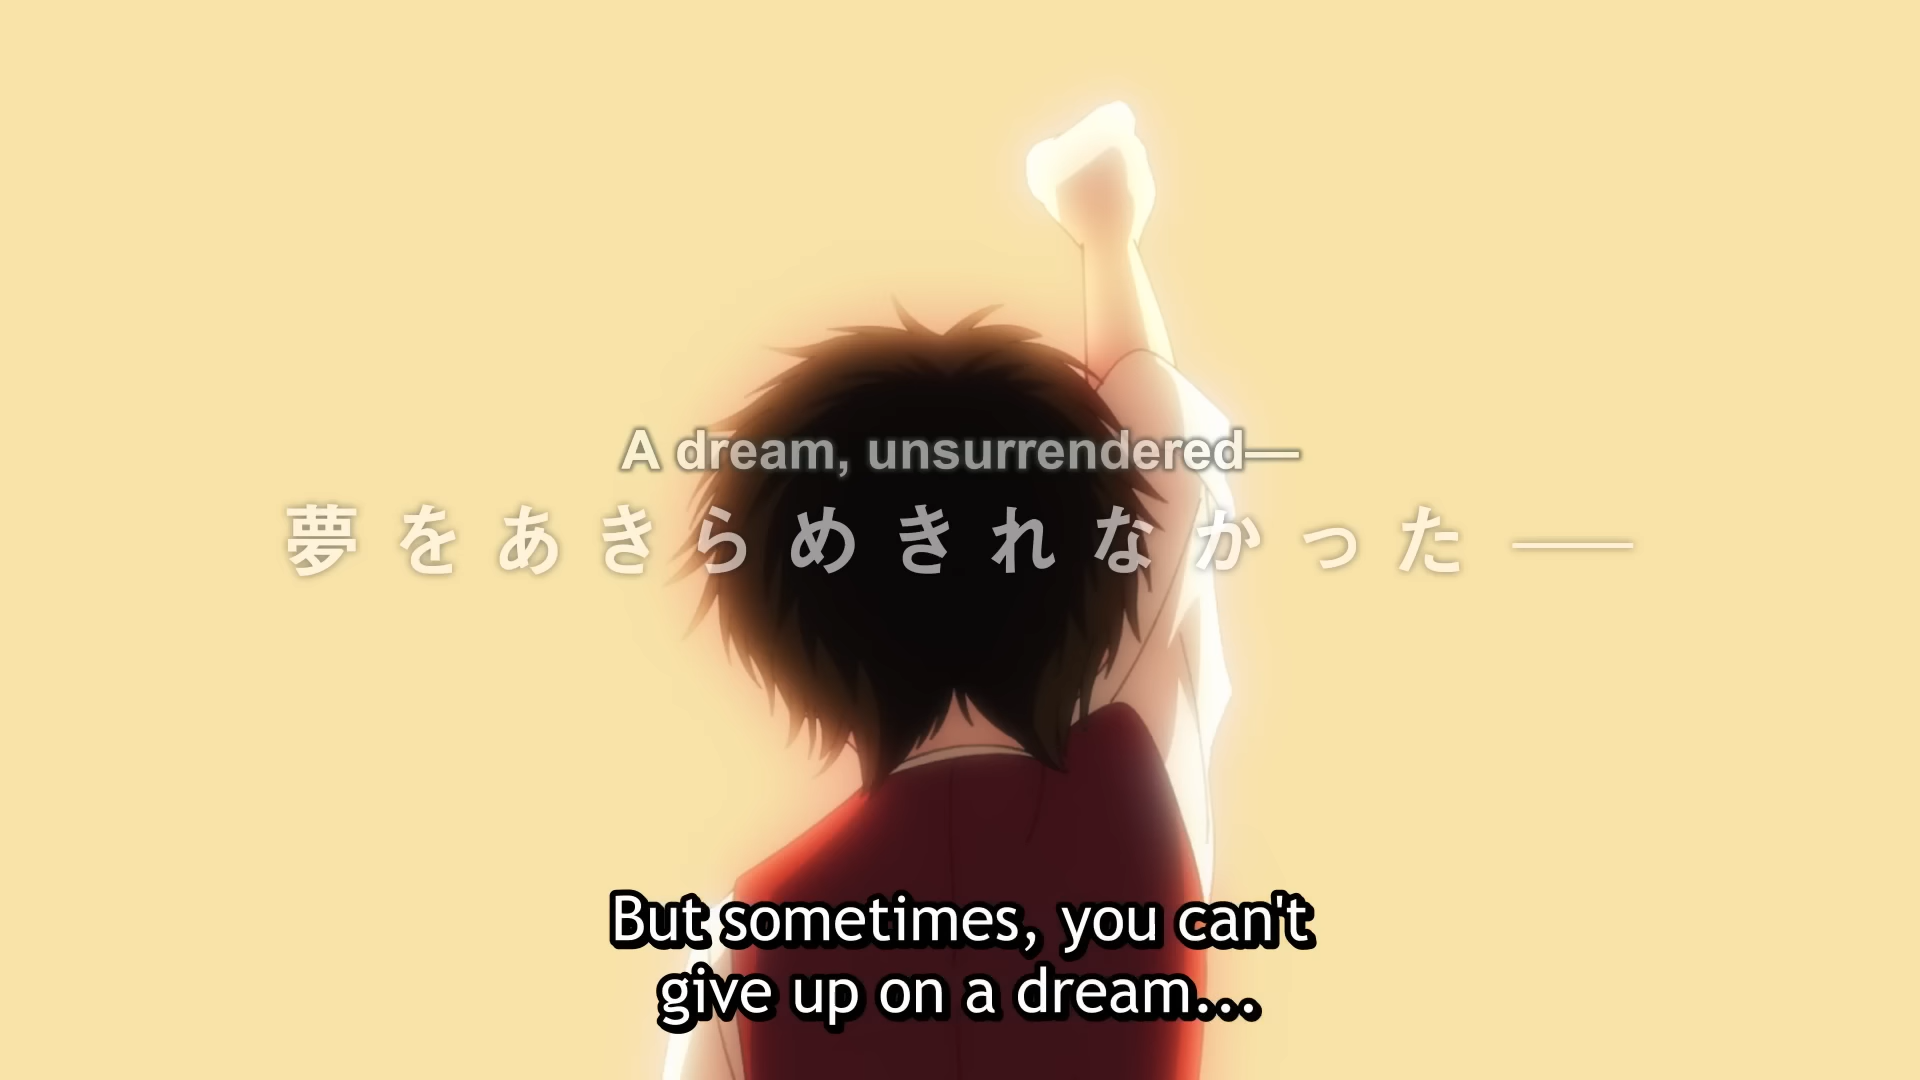 A dream, unsurrendered—
夢をあきらめきれなかった——
But sometimes, you can't
give up on a dream...